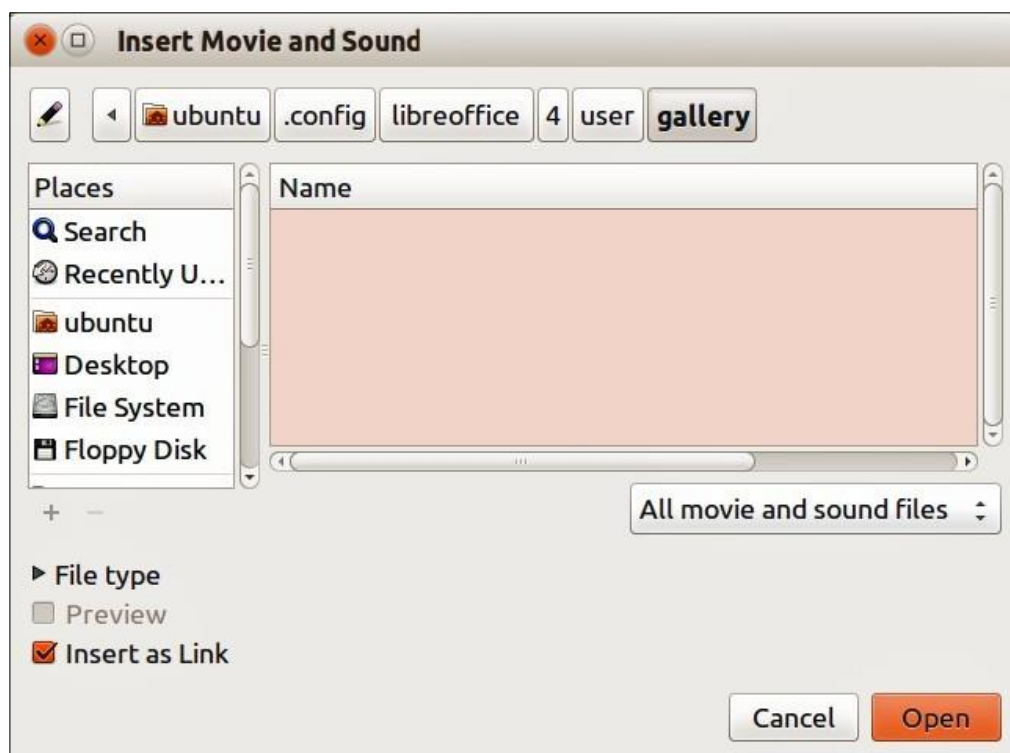 Insert Movie and Sound
ubuntu .config libreoffice 4 user gallery
Places
Name
Search
Recently U...
ubuntu
Desktop
File System
Floppy Disk
All movie and sound files
File type
Preview
Insert as Link
Cancel Open